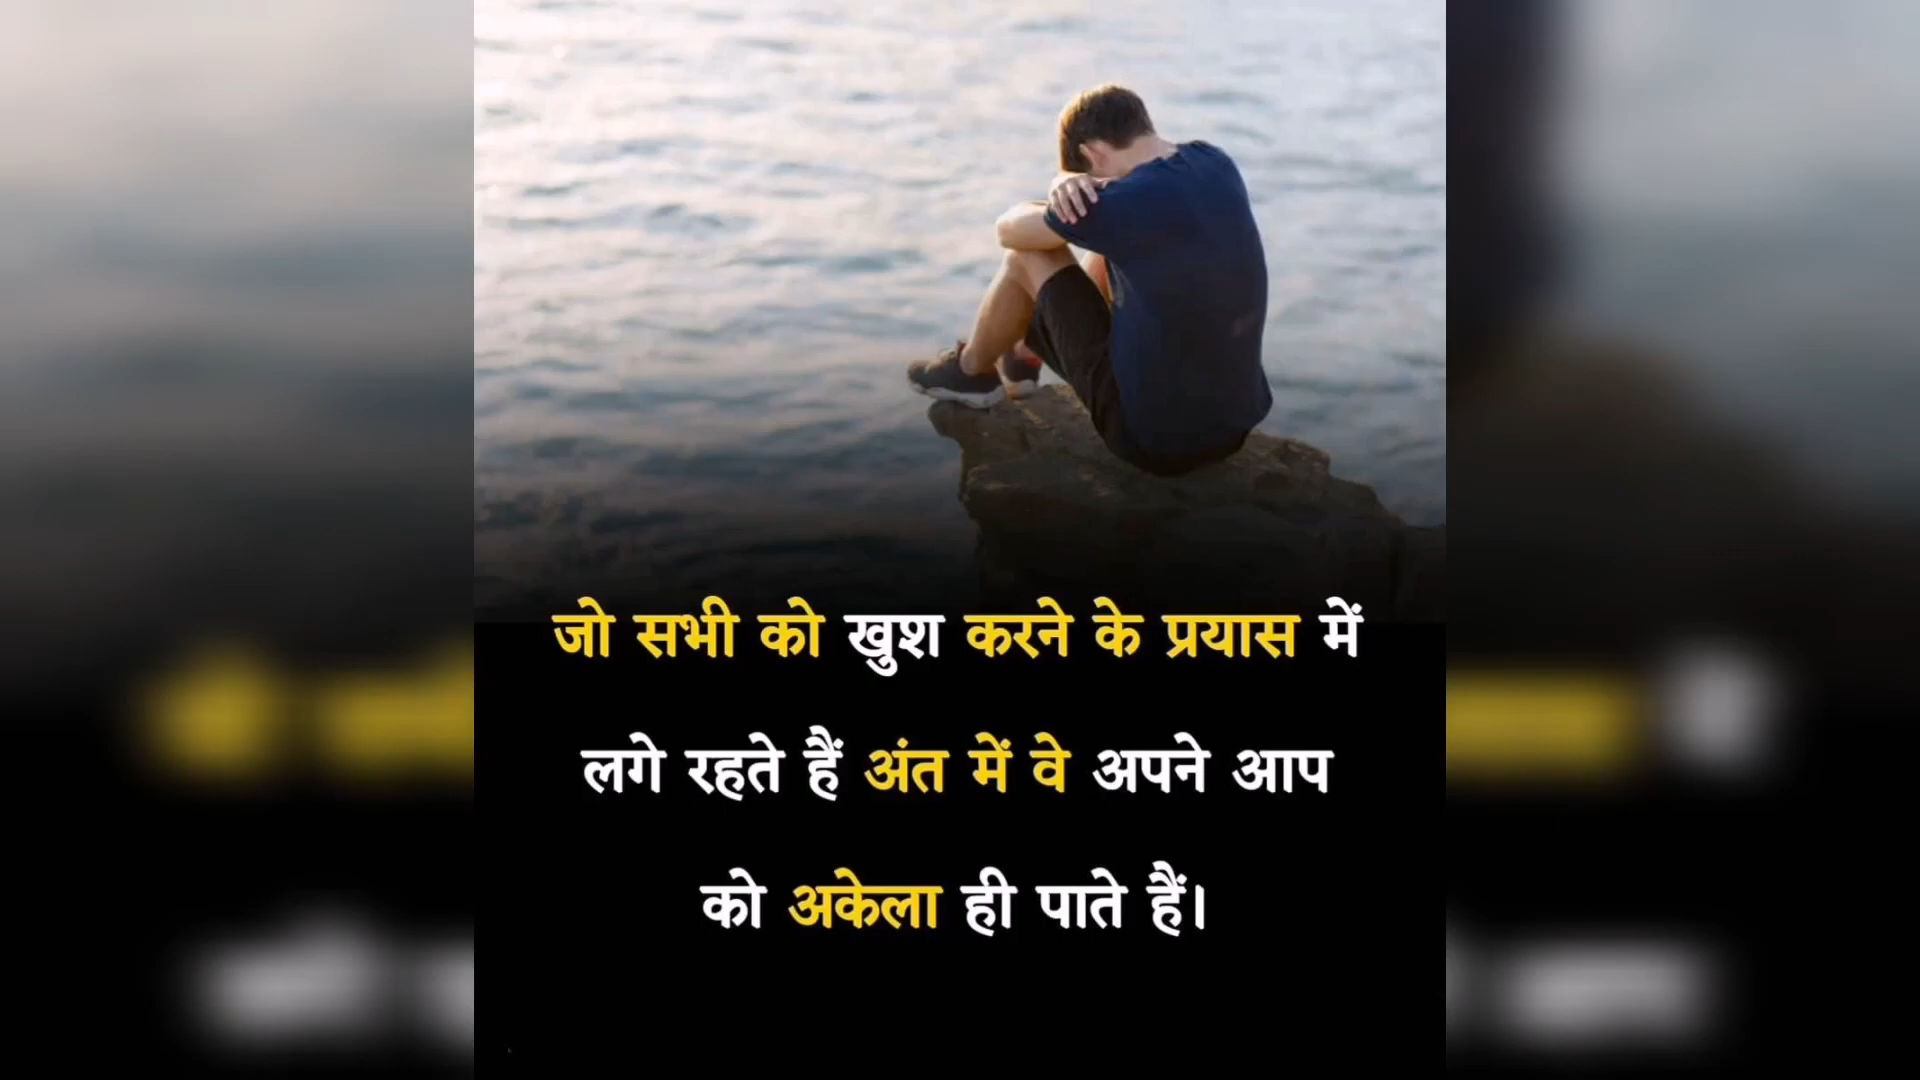 जो सभी को खुश करने के प्रयास में
लगे रहते हैं अंत में वे अपने आप
को अकेला ही पाते हैं।